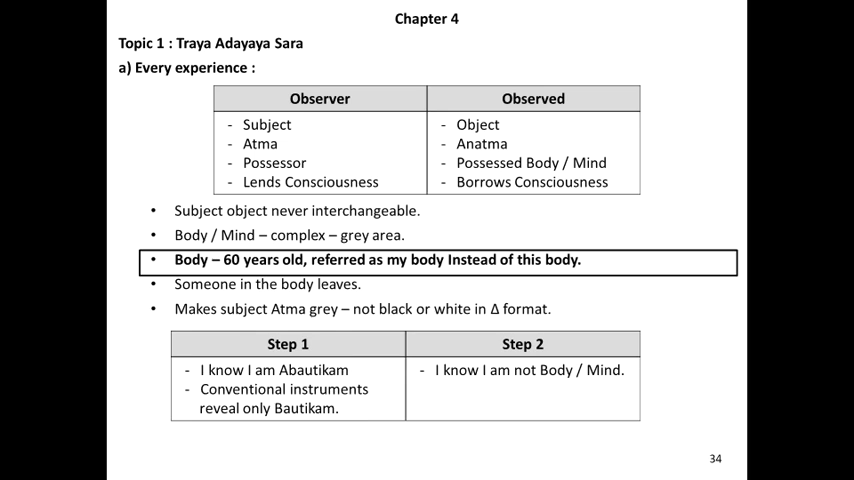 Chapter 4
Topic 1 : Traya Adayaya Sara
a) Every experience :
Observer Observed
- Subject - Object
- Atma - Anatma
- Possessor - Possessed Body / Mind
- Lends Consciousness - Borrows Consciousness
• Subject object never interchangeable.
• Body / Mind – complex – grey area.
• Body – 60 years old, referred as my body Instead of this body.
• Someone in the body leaves.
• Makes subject Atma grey – not black or white in Δ format.
Step 1 Step 2
- I know I am Abautikam - I know I am not Body / Mind.
- Conventional instruments
reveal only Bautikam.
34